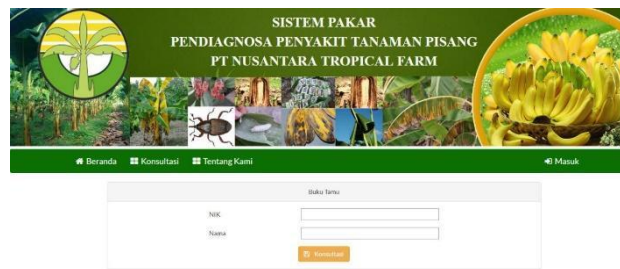 SISTEM PAKAR
PENDIAGNOSA PENYAKIT TANAMAN PISANG
PT NUSANTARA TROPICAL FARM
Beranda Konsultasi Tentang Kami Masuk
Buku Tamu
NIK
Nama
Konsultasi